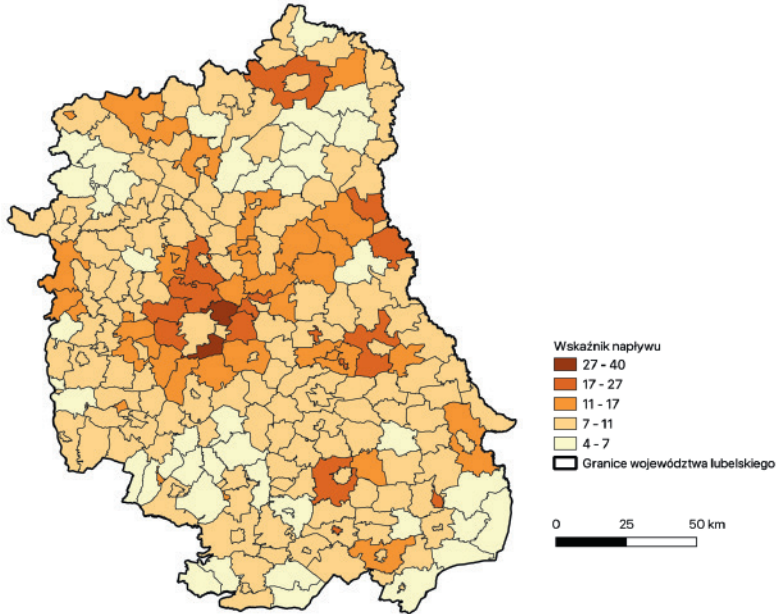 Wskaźnik napływu
27 - 40
17 - 27
11 - 17
7 - 11
4 - 7
Granice województwa lubelskiego
0 25 50 km